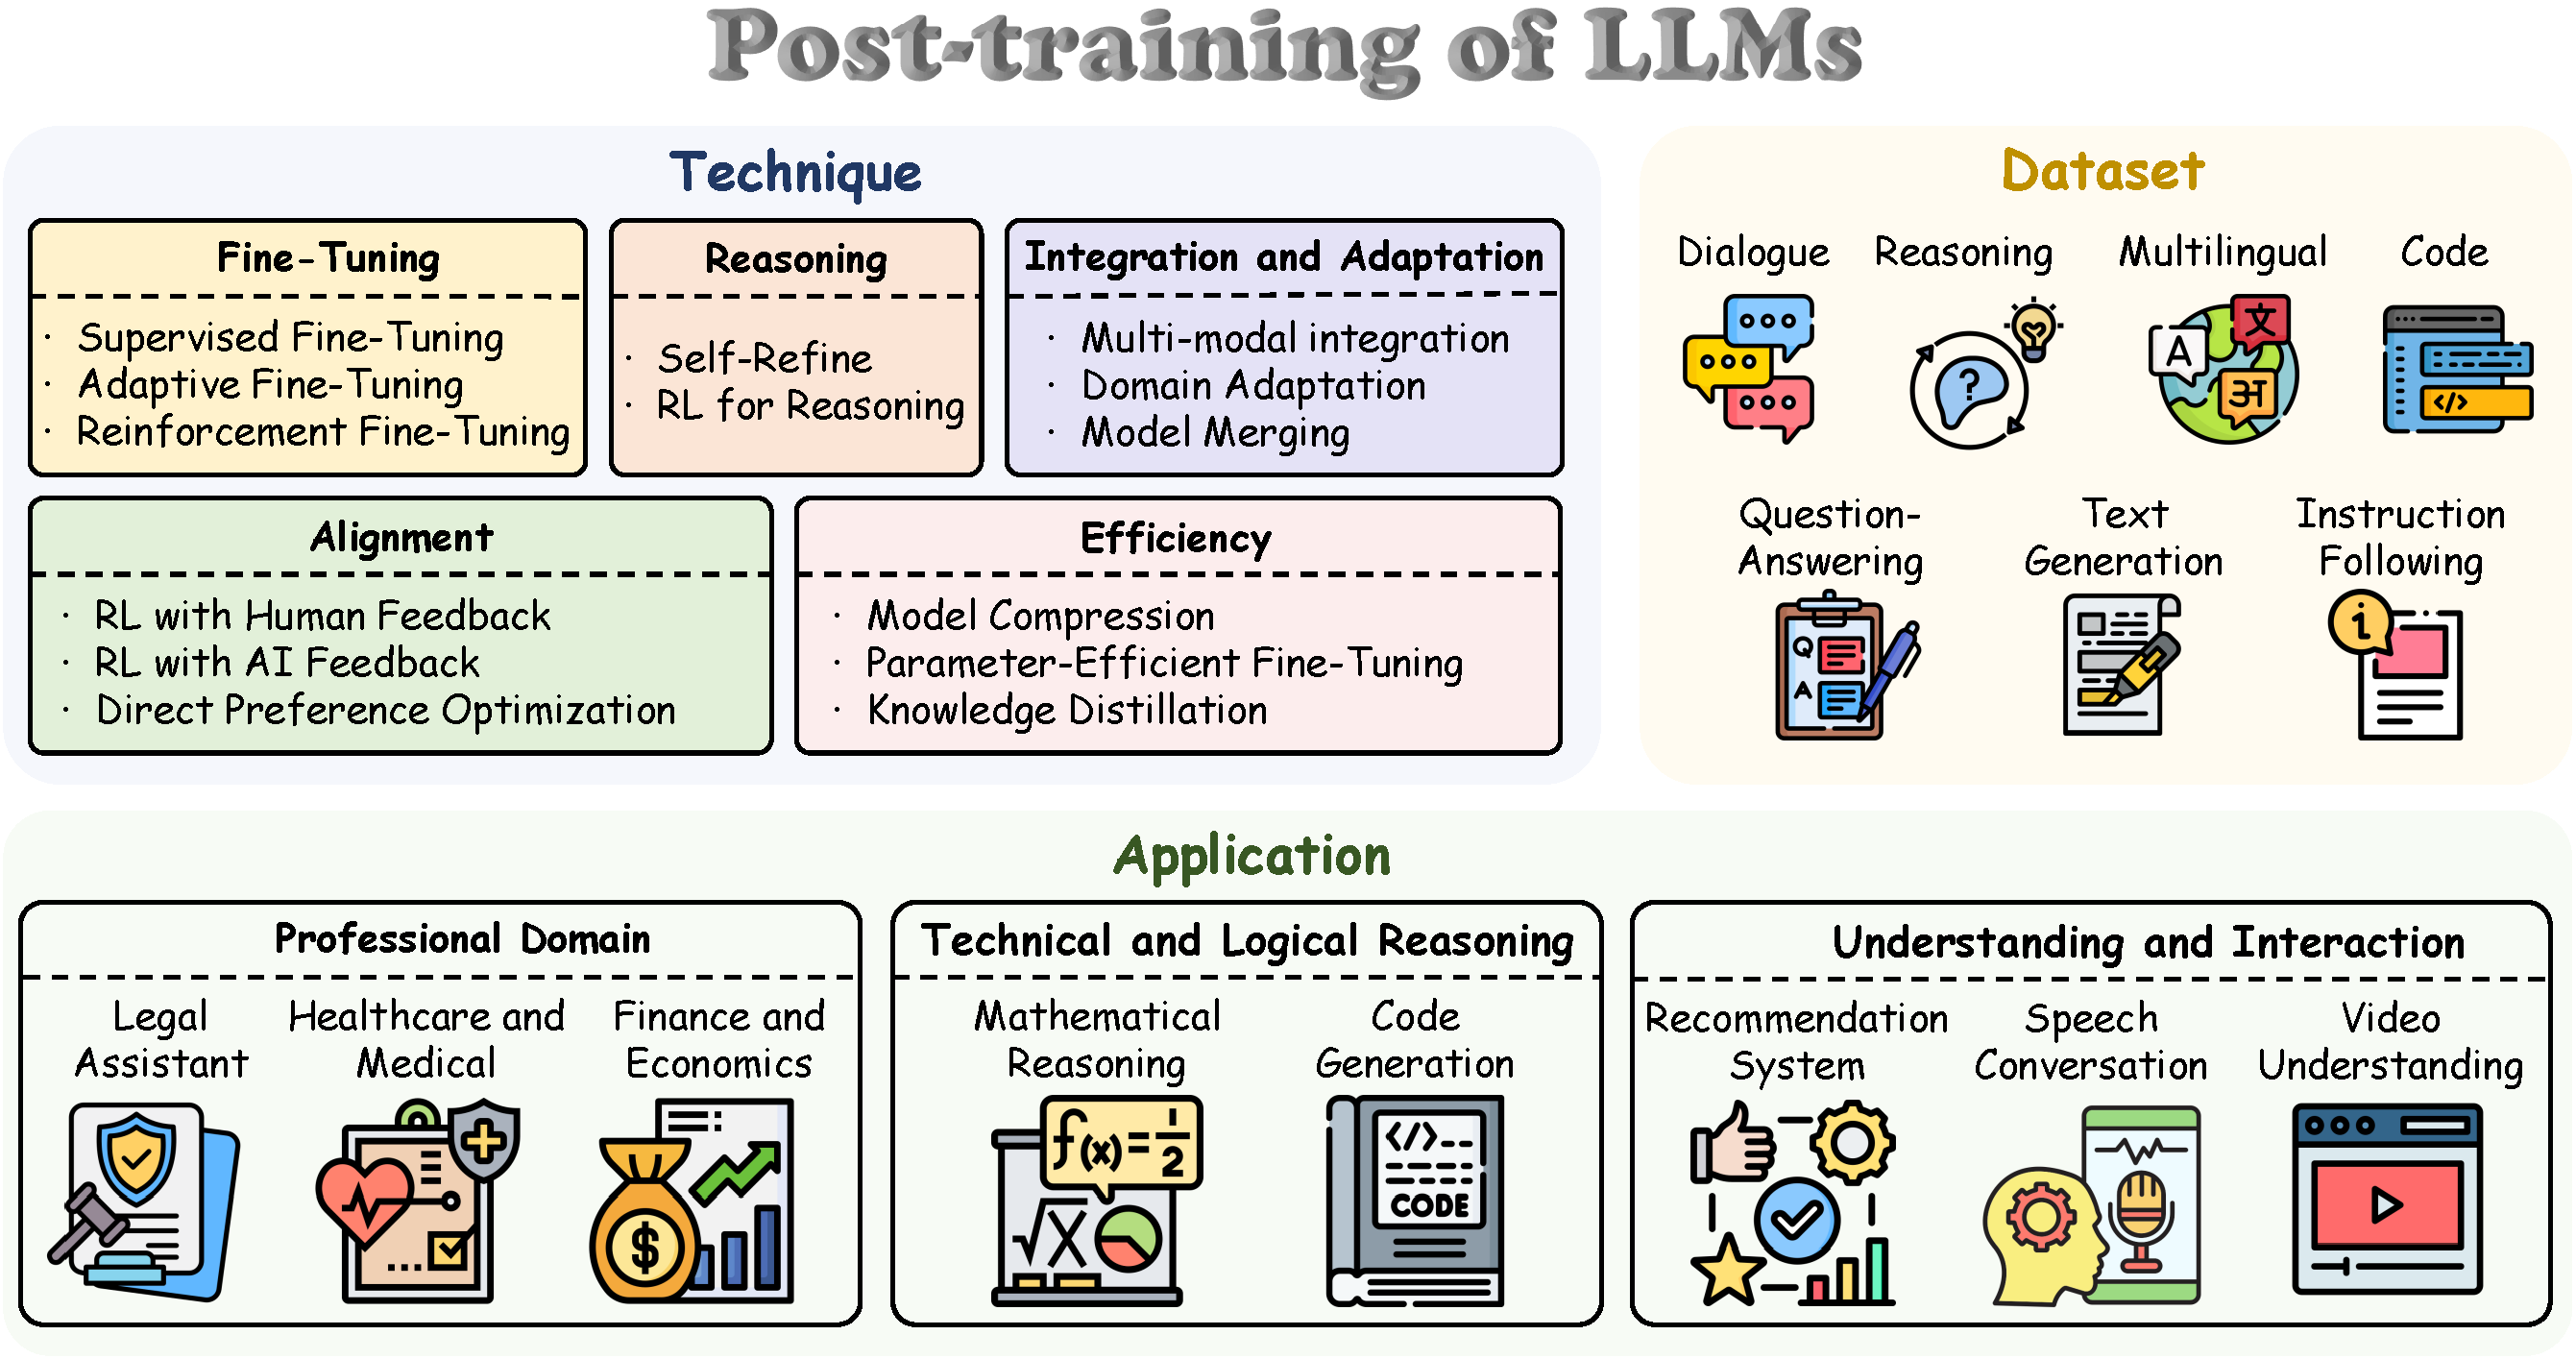 Post-training of LLMs
Technique
Fine-Tuning
· Supervised Fine-Tuning
· Adaptive Fine-Tuning
· Reinforcement Fine-Tuning
Reasoning
· Self-Refine
· RL for Reasoning
Integration and Adaptation
· Multi-modal integration
· Domain Adaptation
· Model Merging
Alignment
· RL with Human Feedback
· RL with AI Feedback
· Direct Preference Optimization
Efficiency
· Model Compression
· Parameter-Efficient Fine-Tuning
· Knowledge Distillation
Dataset
Dialogue
Reasoning
?
Multilingual
A
文
अ
Code
</>
Question-
Answering
Q
A
Text
Generation
Instruction
Following
i
Application
Professional Domain
Legal
Assistant
Healthcare and
Medical
Finance and
Economics
$
Technical and Logical Reasoning
Mathematical
Reasoning
f(x)=1/2
√x
Code
Generation
</>--
CODE
Understanding and Interaction
Recommendation
System
Speech
Conversation
Video
Understanding